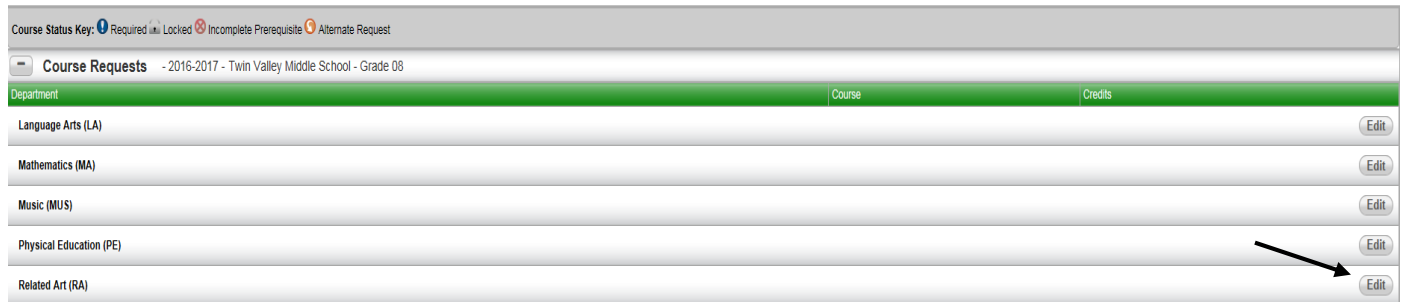 Course Status Key: Required Locked Incomplete Prerequisite Alternate Request
Course Requests - 2016-2017 - Twin Valley Middle School - Grade 08
Department Course Credits
Language Arts (LA) Edit
Mathematics (MA) Edit
Music (MUS) Edit
Physical Education (PE) Edit
Related Art (RA) Edit